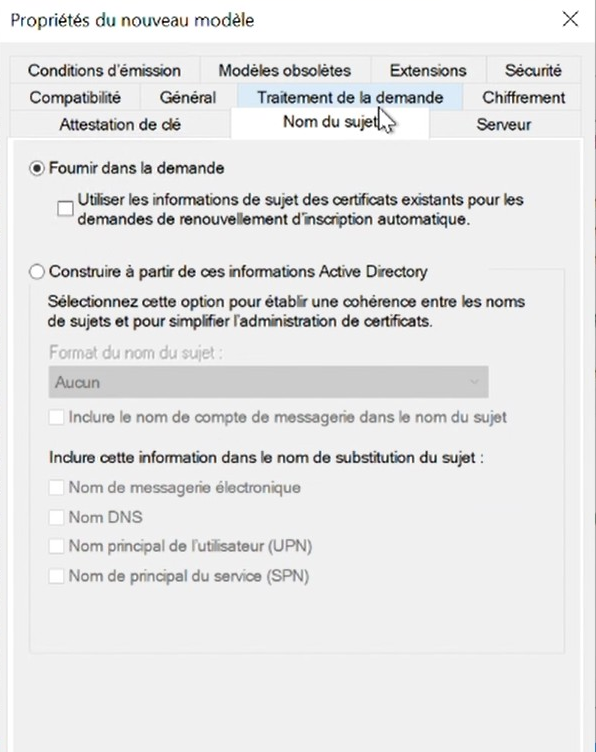 Propriétés du nouveau modèle
Conditions d'émission Modèles obsolètes Extensions Sécurité
Compatibilité Général Traitement de la demande Chiffrement
Attestation de clé Nom du sujet Serveur
Fournir dans la demande
Utiliser les informations de sujet des certificats existants pour les
demandes de renouvellement d'inscription automatique.
Construire à partir de ces informations Active Directory
Sélectionnez cette option pour établir une cohérence entre les noms
de sujets et pour simplifier l'administration de certificats.
Format du nom du sujet :
Aucun
Inclure le nom de compte de messagerie dans le nom du sujet
Inclure cette information dans le nom de substitution du sujet :
Nom de messagerie électronique
Nom DNS
Nom principal de l'utilisateur (UPN)
Nom de principal du service (SPN)